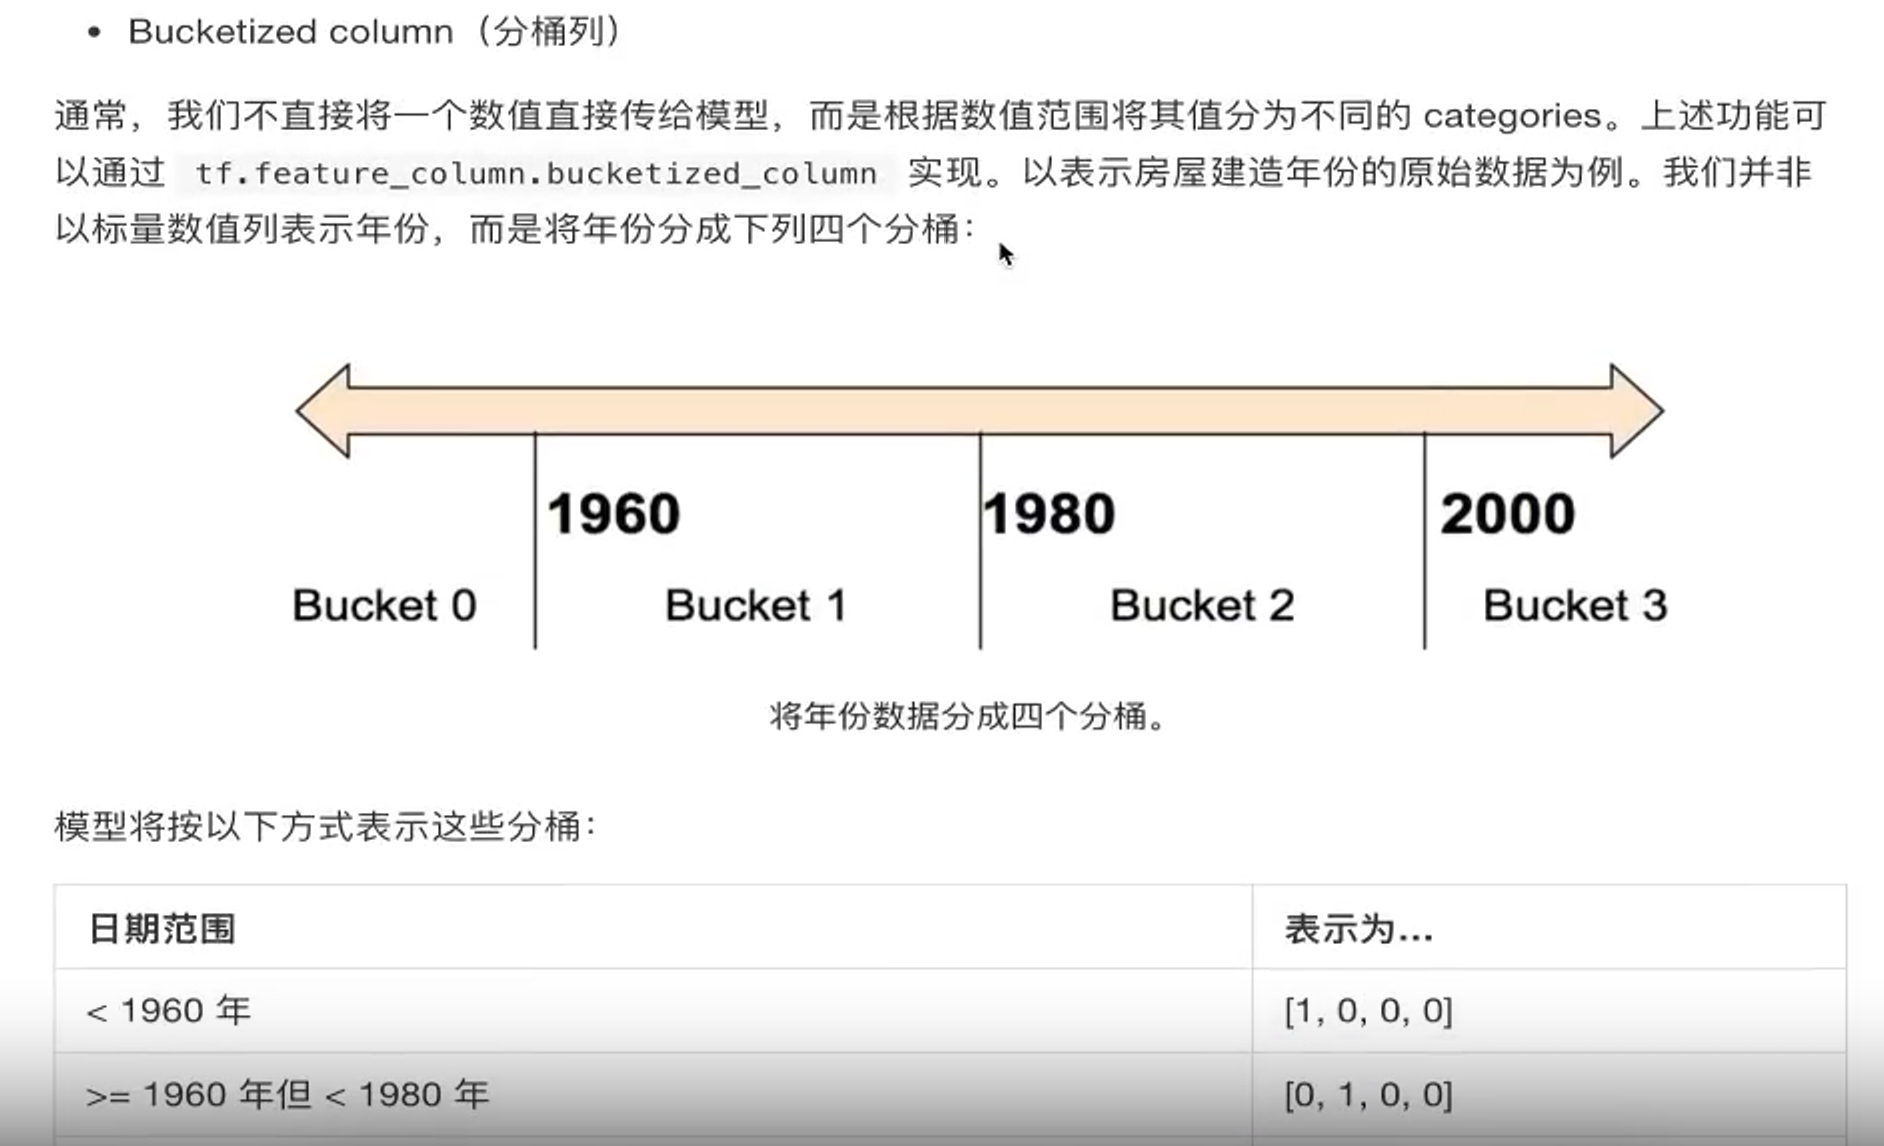 • Bucketized column（分桶列）
通常，我们不直接将一个数值直接传给模型，而是根据数值范围将其值分为不同的 categories。上述功能可
以通过 tf.feature_column.bucketized_column 实现。以表示房屋建造年份的原始数据为例。我们并非
以标量数值列表示年份，而是将年份分成下列四个分桶：
1960 1980 2000
Bucket 0 Bucket 1 Bucket 2 Bucket 3
将年份数据分成四个分桶。
模型将按以下方式表示这些分桶：
日期范围 表示为...
< 1960 年 [1, 0, 0, 0]
>= 1960 年但 < 1980 年 [0, 1, 0, 0]